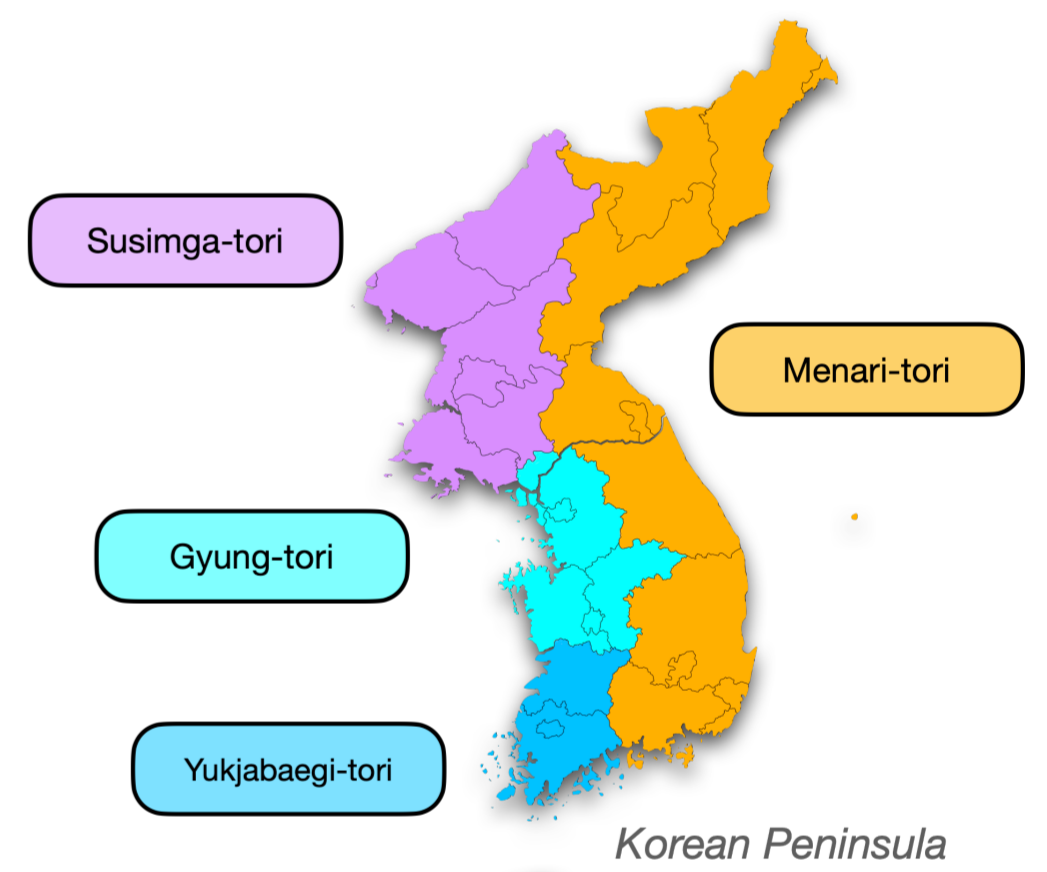 Susimga-tori
Menari-tori
Gyung-tori
Yukjabaegi-tori
Korean Peninsula